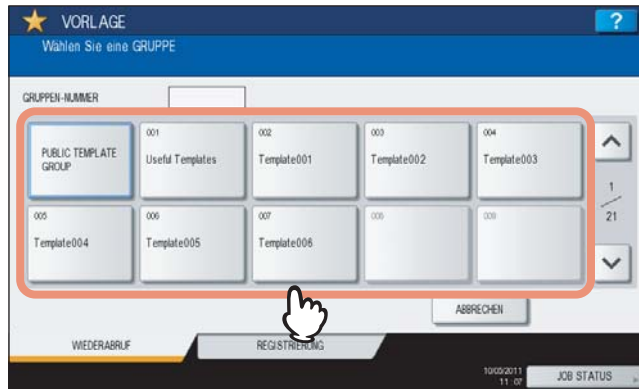 VORLAGE
?
Wählen Sie eine GRUPPE
GRUPPEN-NUMMER
PUBLIC TEMPLATE GROUP
001
Useful Templates
002
Template001
003
Template002
004
Template003
005
Template004
006
Template005
007
Template006
008
009
1
21
ABBRECHEN
WIEDERABRUF
REGISTRIERUNG
10/03/2011
11:07
JOB STATUS